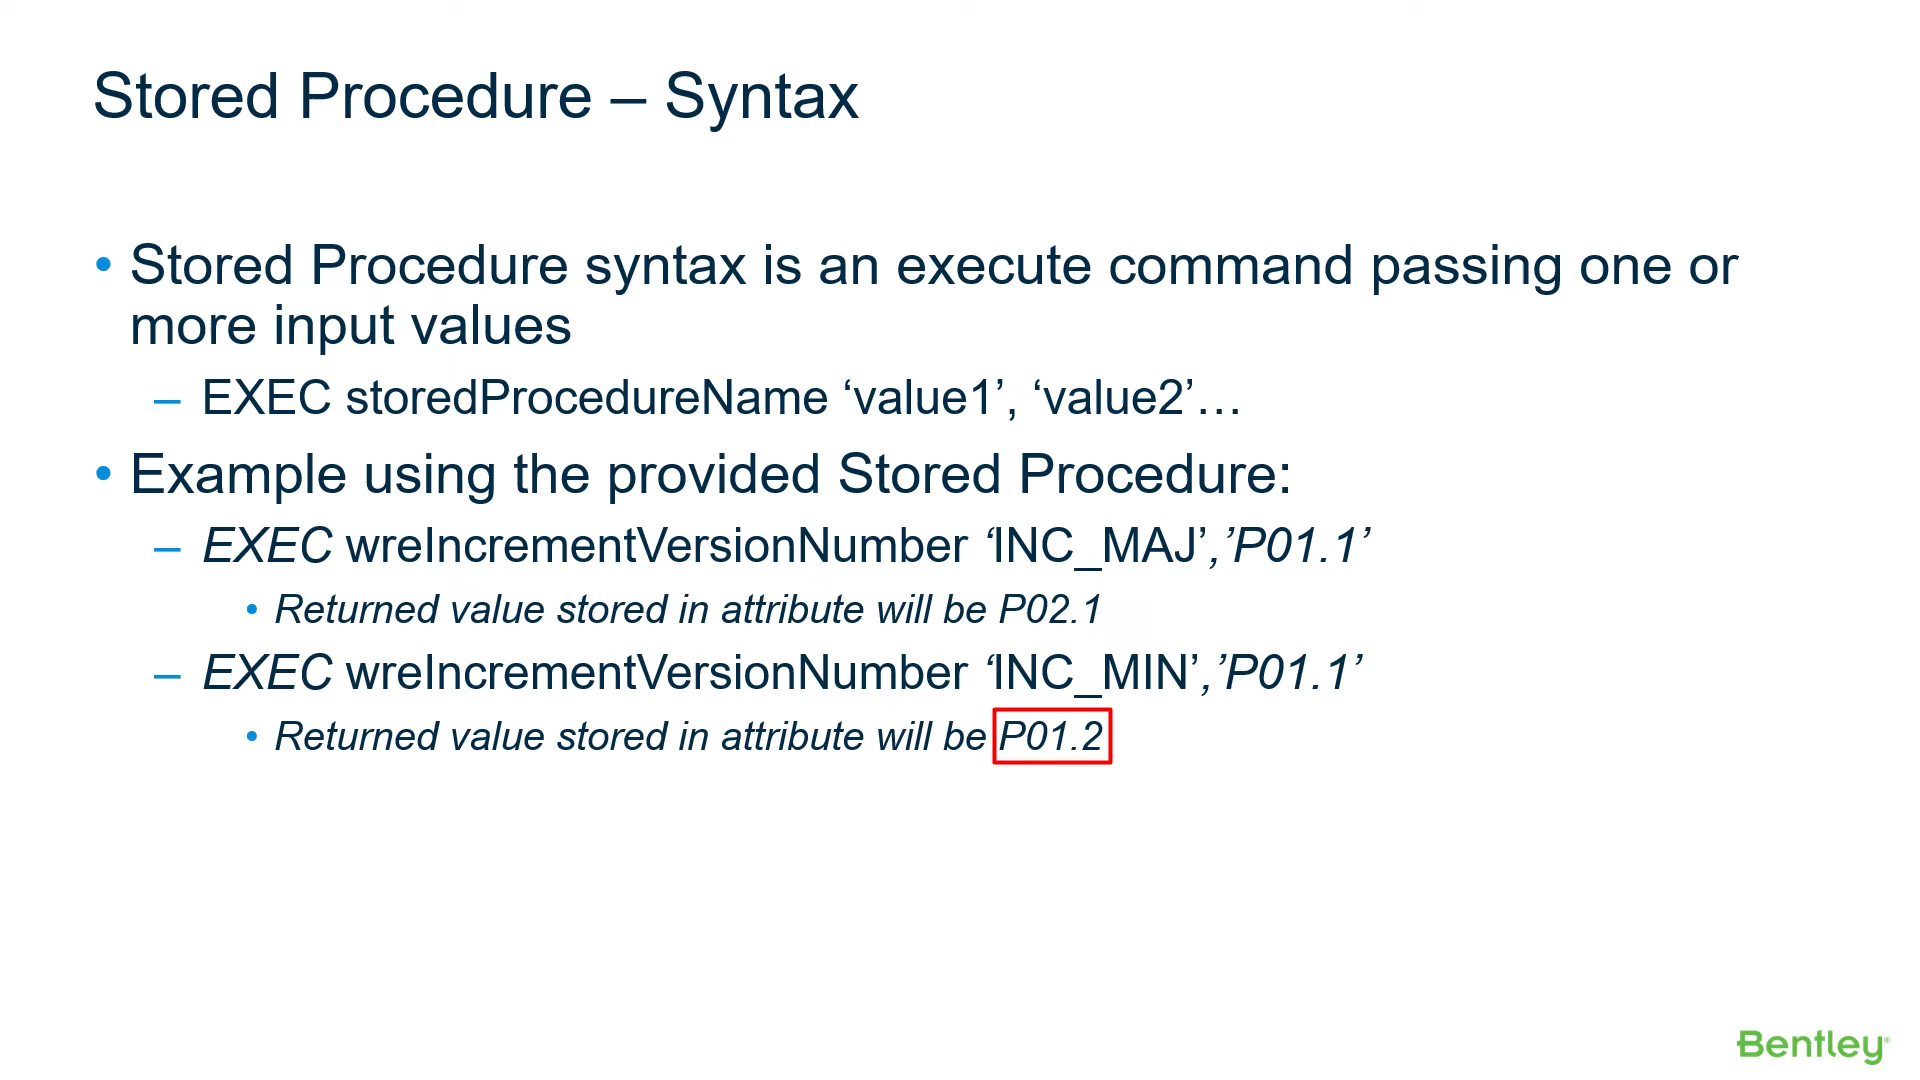 Stored Procedure – Syntax
• Stored Procedure syntax is an execute command passing one or
more input values
– EXEC storedProcedureName ‘value1’, ‘value2’…
• Example using the provided Stored Procedure:
– EXEC wreIncrementVersionNumber ‘INC_MAJ’,’P01.1’
• Returned value stored in attribute will be P02.1
– EXEC wreIncrementVersionNumber ‘INC_MIN’,’P01.1’
• Returned value stored in attribute will be P01.2
Bentley®